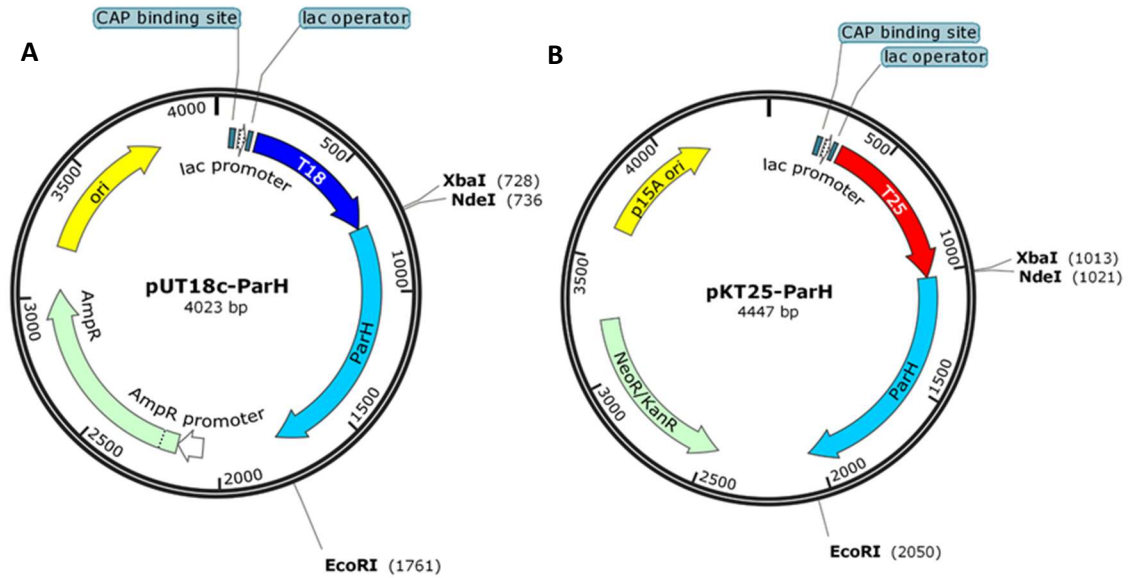 A
CAP binding site
lac operator
4000
500
lac promoter
T18
XbaI (728)
NdeI (736
ori
3500
1000
pUT18c-ParH
4023 bp
3000
AmpR
ParH
AmpR promoter
1500
2500
2000
EcoRI (1761)
B
CAP binding site
lac operator
4000
500
lac promoter
p15A ori
T25
1000
XbaI (1013)
NdeI (1021)
3500
pKT25-ParH
4447 bp
NeoR/KanR
ParH
3000
1500
2500
2000
EcoRI (2050)